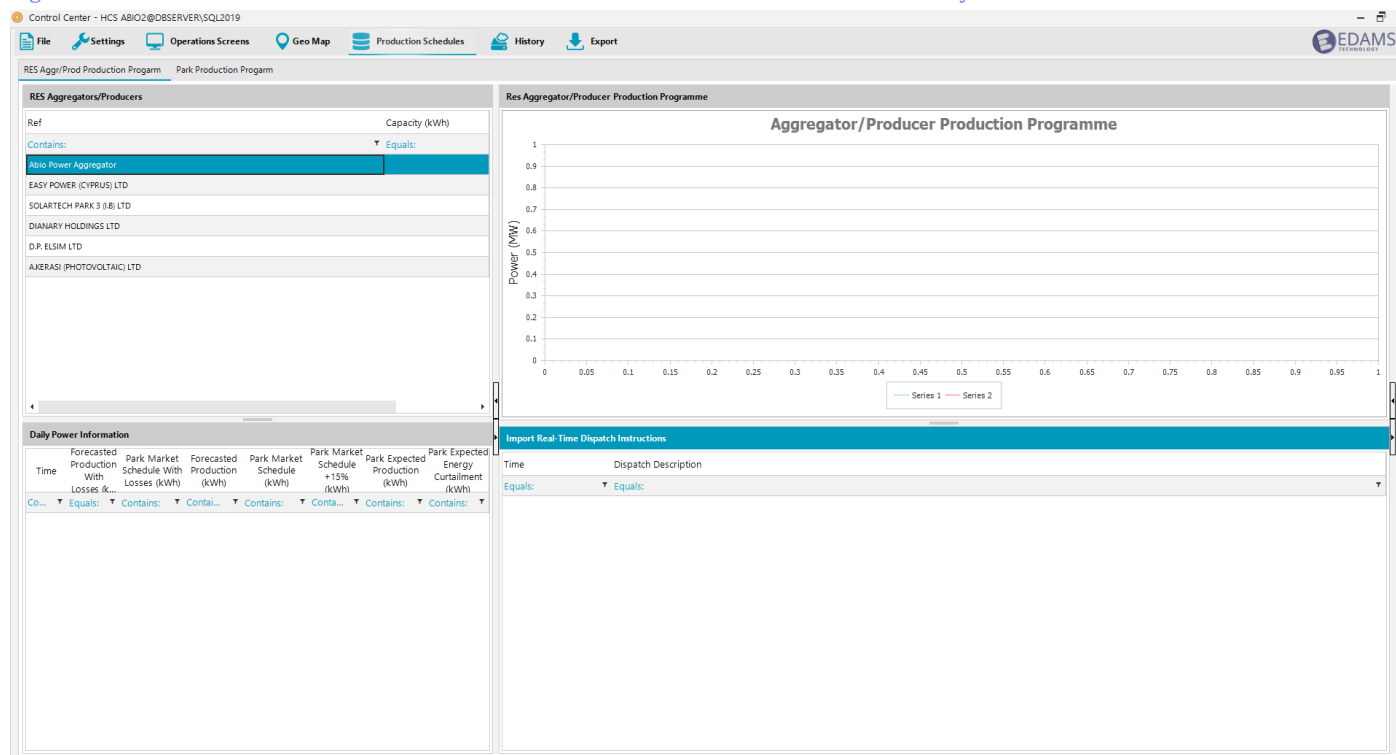 Control Center - HCS ABIO2@DBSERVER\SQL2019
File Settings Operations Screens Geo Map Production Schedules History Export
EDAMS
TECHNOLOGY
RES Aggr/Prod Production Progarm Park Production Progarm
RES Aggregators/Producers
Ref Capacity (kWh)
Contains: Equals:
Abio Power Aggregator
EASY POWER (CYPRUS) LTD
SOLARTECH PARK 3 (I.B) LTD
DIANARY HOLDINGS LTD
D.P. ELSIM LTD
A.KERASI (PHOTOVOLTAIC) LTD
Res Aggregator/Producer Production Programme
Aggregator/Producer Production Programme
Power (MW)
1
0.9
0.8
0.7
0.6
0.5
0.4
0.3
0.2
0.1
0
0 0.05 0.1 0.15 0.2 0.25 0.3 0.35 0.4 0.45 0.5 0.55 0.6 0.65 0.7 0.75 0.8 0.85 0.9 0.95 1
Series 1 Series 2
Daily Power Information
Time
Forecasted
Production
With
Losses (k...
Park Market
Schedule With
Losses (kWh)
Forecasted
Production
(kWh)
Park Market
Schedule
(kWh)
Park Market
Schedule
+15%
(kWh)
Park Expected
Production
(kWh)
Park Expected
Energy
Curtailment
(kWh)
Co... Equals: Contains: Contai... Contains: Conta... Contains: Contains:
Import Real-Time Dispatch Instructions
Time Dispatch Description
Equals: Equals: